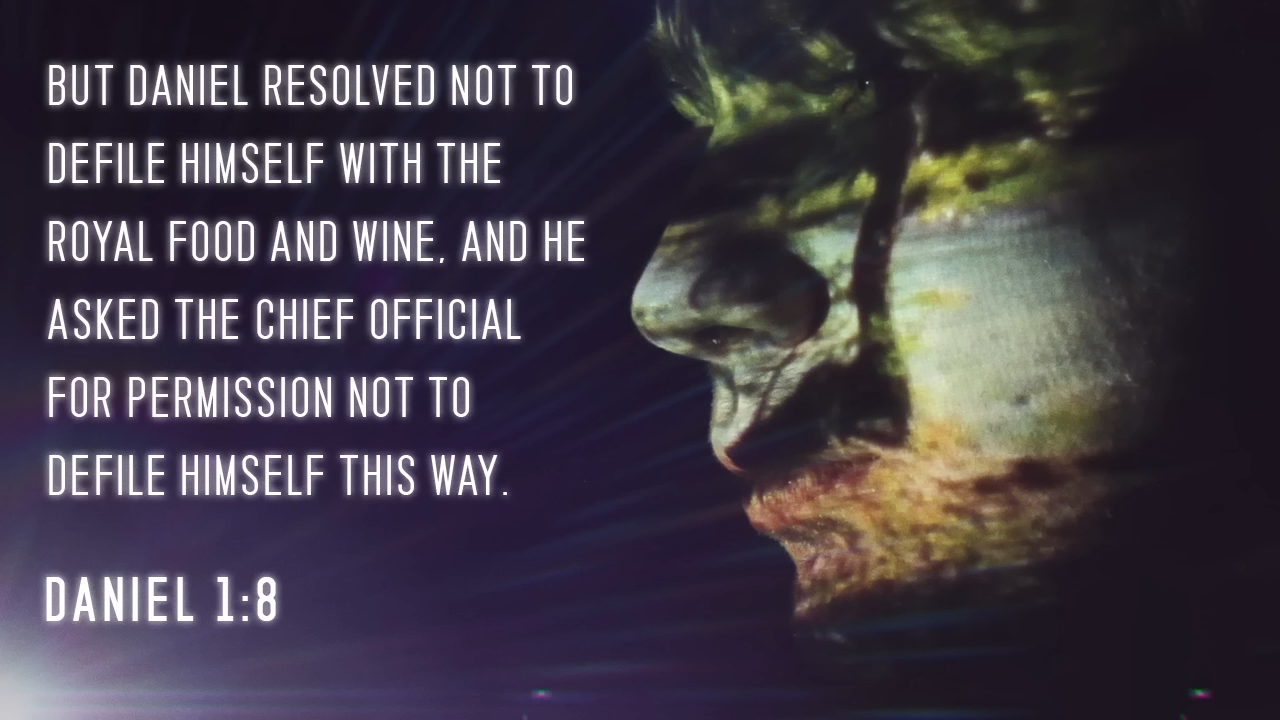 BUT DANIEL RESOLVED NOT TO
DEFILE HIMSELF WITH THE
ROYAL FOOD AND WINE, AND HE
ASKED THE CHIEF OFFICIAL
FOR PERMISSION NOT TO
DEFILE HIMSELF THIS WAY.
DANIEL 1:8